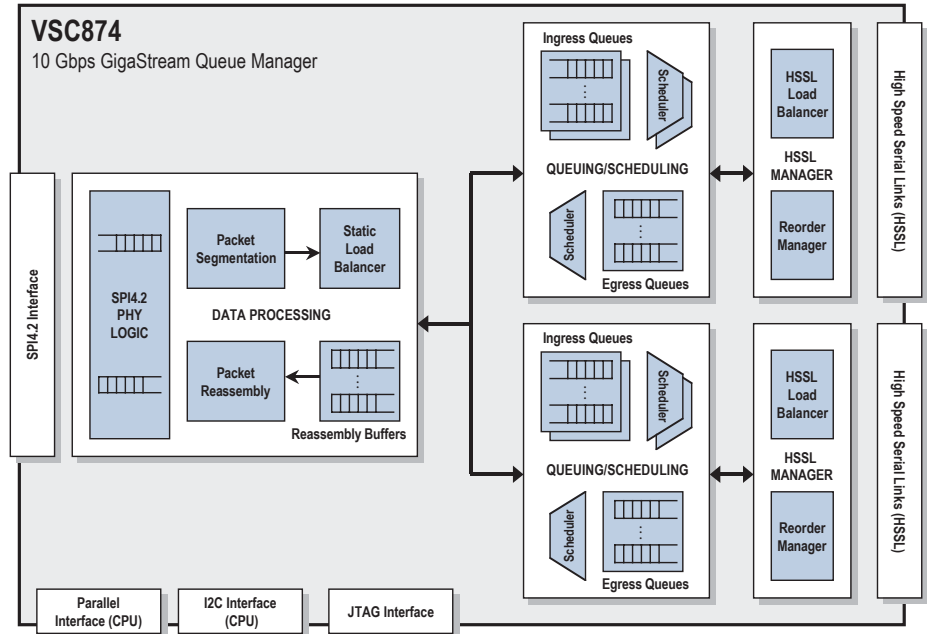 VSC874
10 Gbps GigaStream Queue Manager
SPI4.2 Interface
SPI4.2
PHY
LOGIC
Packet
Segmentation
Static
Load
Balancer
DATA PROCESSING
Packet
Reassembly
Reassembly Buffers
Ingress Queues
Scheduler
QUEUING/SCHEDULING
Scheduler
Egress Queues
HSSL
Load
Balancer
HSSL
MANAGER
Reorder
Manager
High Speed Serial Links (HSSL)
Ingress Queues
Scheduler
QUEUING/SCHEDULING
Scheduler
Egress Queues
HSSL
Load
Balancer
HSSL
MANAGER
Reorder
Manager
High Speed Serial Links (HSSL)
Parallel
Interface (CPU)
I2C Interface
(CPU)
JTAG Interface